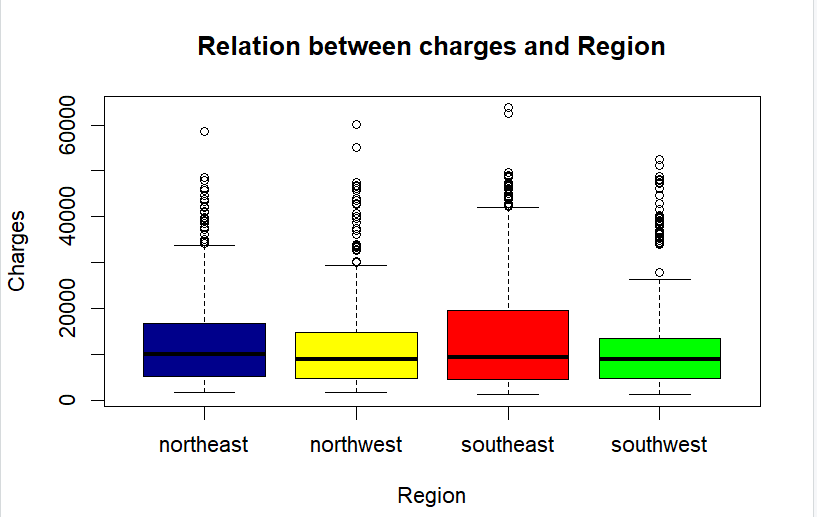 Relation between charges and Region
Charges
60000
40000
20000
0
northeast northwest southeast southwest
Region